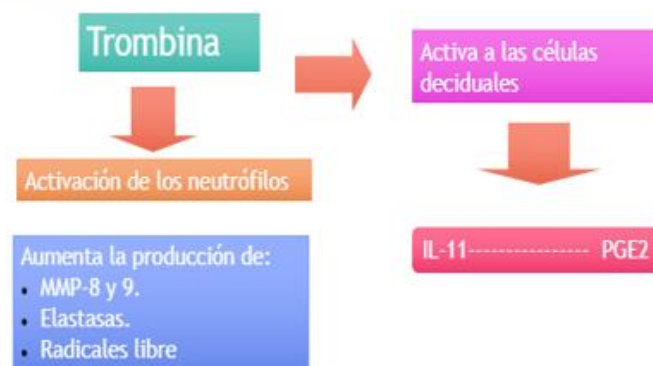 Trombina
Activa a las células
deciduales
Activación de los neutrófilos
IL-11---------------- PGE2
Aumenta la producción de:
• MMP-8 y 9.
• Elastasas.
• Radicales libre